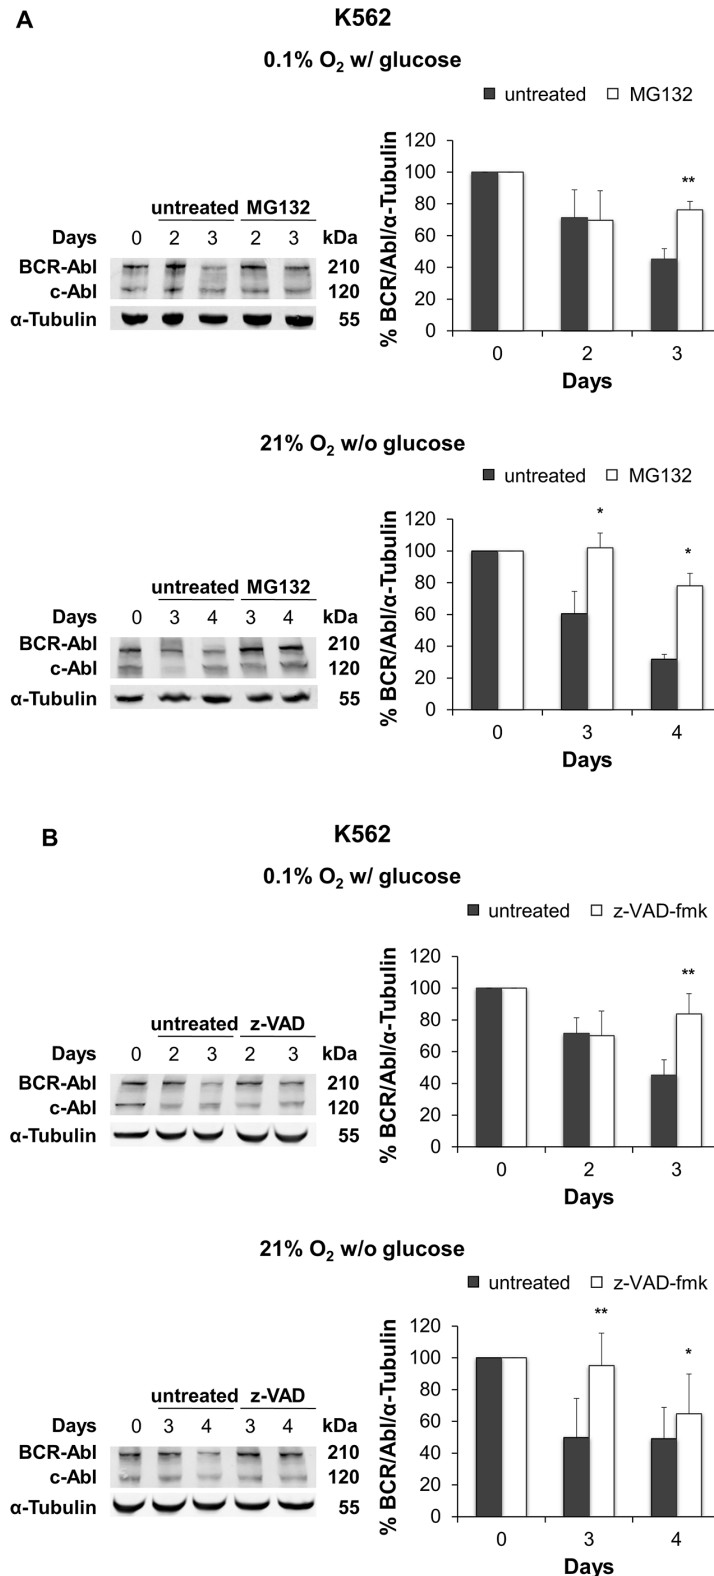 A
K562
0.1% O₂ w/ glucose
untreated MG132
untreated MG132
Days 0 2 3 2 3 kDa
BCR-Abl 210
c-Abl 120
α-Tubulin 55
% BCR/Abl/α-Tubulin
120
100
80
60
40
20
0
**
0 2 3
Days
21% O₂ w/o glucose
untreated MG132
untreated MG132
Days 0 3 4 3 4 kDa
BCR-Abl 210
c-Abl 120
α-Tubulin 55
% BCR/Abl/α-Tubulin
120
100
80
60
40
20
0
* *
0 3 4
Days
B
K562
0.1% O₂ w/ glucose
untreated z-VAD-fmk
untreated z-VAD
Days 0 2 3 2 3 kDa
BCR-Abl 210
c-Abl 120
α-Tubulin 55
% BCR/Abl/α-Tubulin
120
100
80
60
40
20
0
**
0 2 3
Days
21% O₂ w/o glucose
untreated z-VAD-fmk
untreated z-VAD
Days 0 3 4 3 4 kDa
BCR-Abl 210
c-Abl 120
α-Tubulin 55
% BCR/Abl/α-Tubulin
120
100
80
60
40
20
0
** *
0 3 4
Days